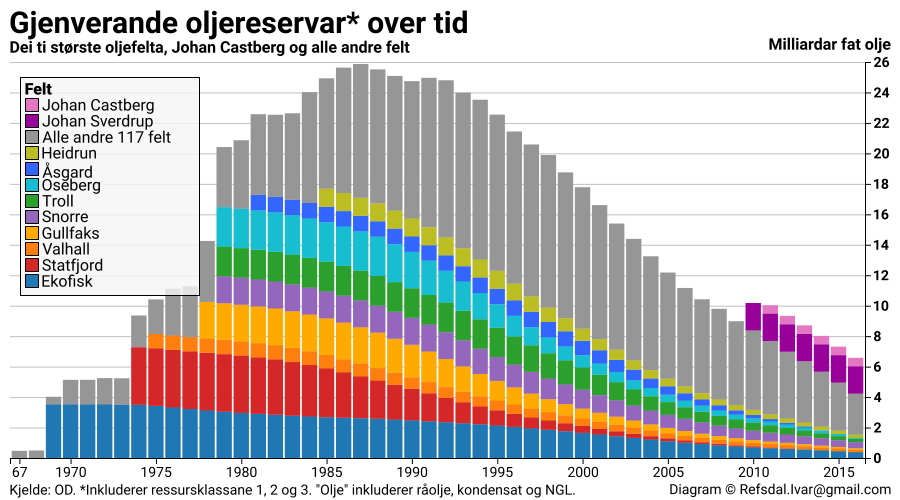 Gjenverande oljereservar* over tid
Dei ti største oljefelta, Johan Castberg og alle andre felt
Milliardar fat olje
Felt
Johan Castberg
Johan Sverdrup
Alle andre 117 felt
Heidrun
Åsgard
Oseberg
Troll
Snorre
Gullfaks
Valhall
Statfjord
Ekofisk
26
24
22
20
18
16
14
12
10
8
6
4
2
0
67 1970 1975 1980 1985 1990 1995 2000 2005 2010 2015
Kjelde: OD. *Inkluderer ressursklassane 1, 2 og 3. "Olje" inkluderer råolje, kondensat og NGL.
Diagram © Refsdal.Ivar@gmail.com